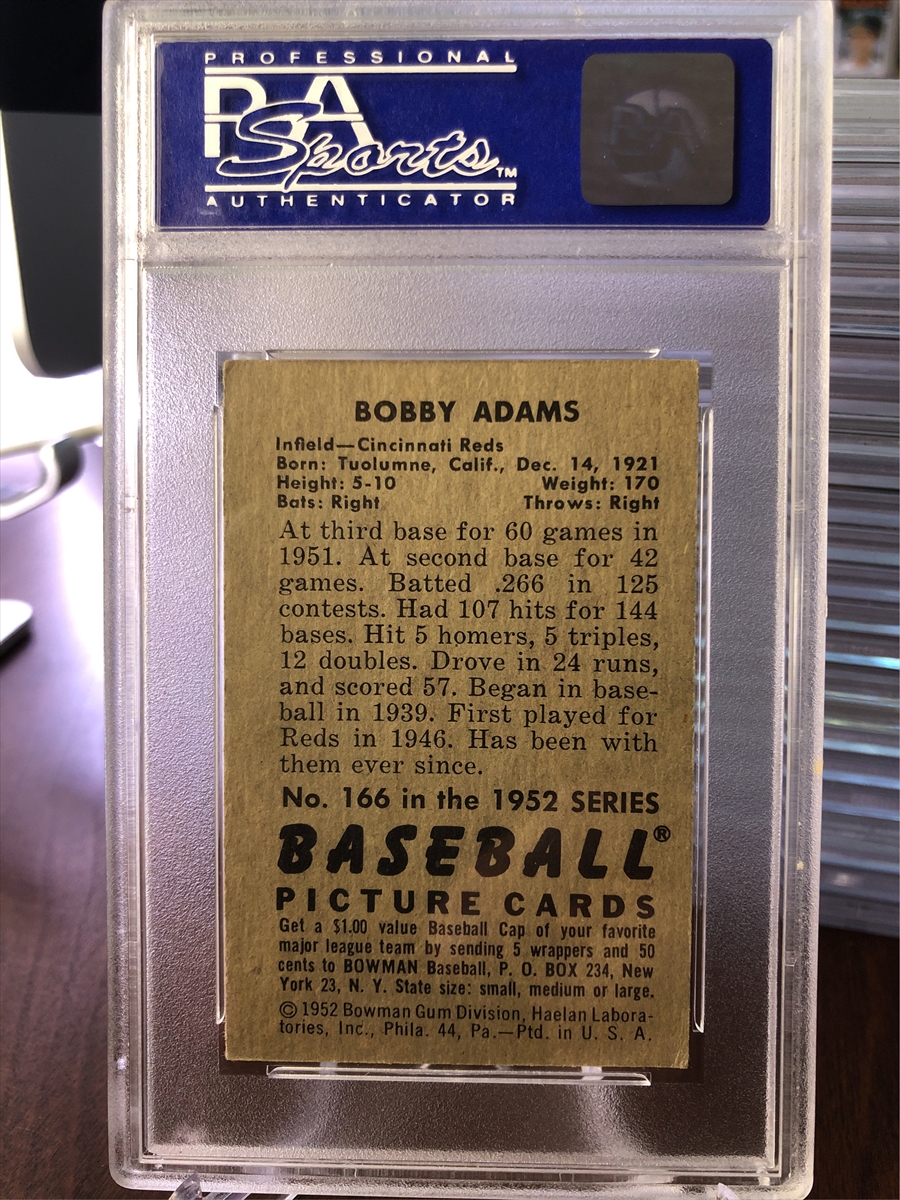 PROFESSIONAL
PSA
Sports™
AUTHENTICATOR
PSA
BOBBY ADAMS
Infield—Cincinnati Reds
Born: Tuolumne, Calif., Dec. 14, 1921
Height: 5-10 Weight: 170
Bats: Right Throws: Right
At third base for 60 games in
1951. At second base for 42
games. Batted .266 in 125
contests. Had 107 hits for 144
bases. Hit 5 homers, 5 triples,
12 doubles. Drove in 24 runs,
and scored 57. Began in base-
ball in 1939. First played for
Reds in 1946. Has been with
them ever since.
No. 166 in the 1952 SERIES
BASEBALL®
PICTURE CARDS
Get a $1.00 value Baseball Cap of your favorite
major league team by sending 5 wrappers and 50
cents to BOWMAN Baseball, P. O. BOX 234, New
York 23, N. Y. State size: small, medium or large.
© 1952 Bowman Gum Division, Haelan Labora-
tories, Inc., Phila. 44, Pa.—Ptd. in U. S. A.